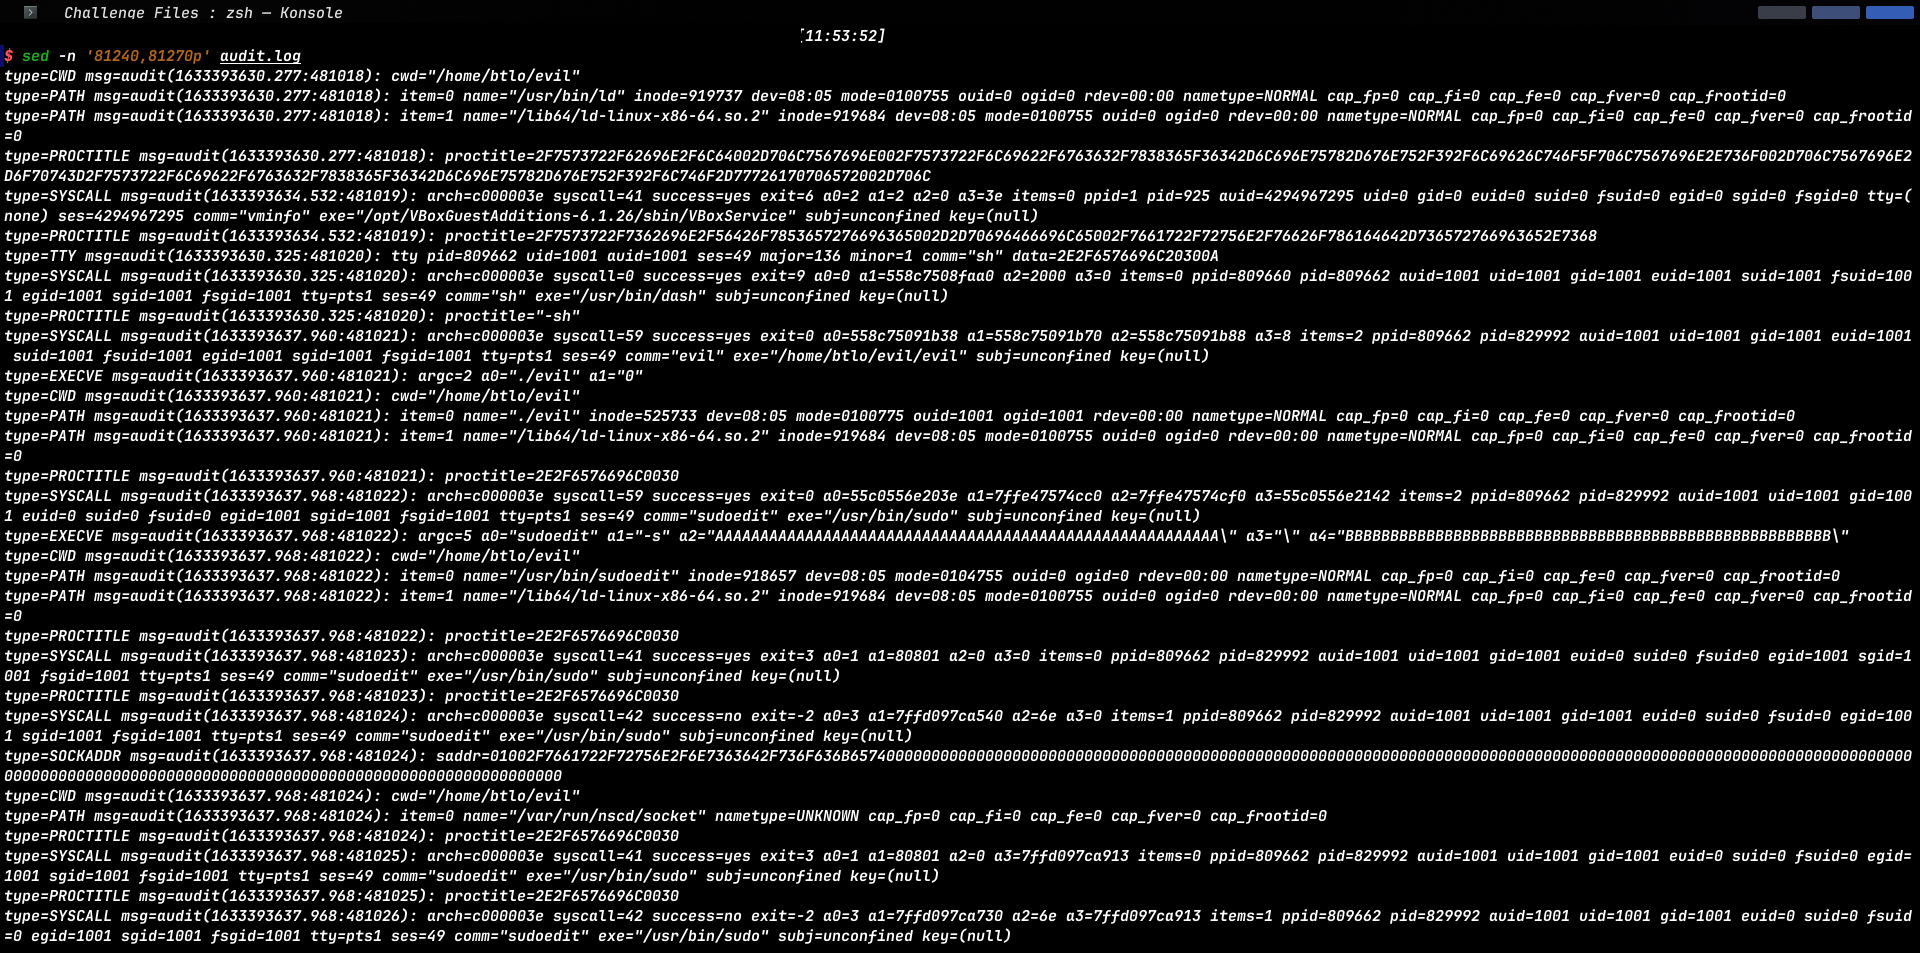 Challenge Files : zsh — Konsole
[11:53:52]
$ sed -n '81240,81270p' audit.log
type=CWD msg=audit(1633393630.277:481018): cwd="/home/btlo/evil"
type=PATH msg=audit(1633393630.277:481018): item=0 name="/usr/bin/ld" inode=919737 dev=08:05 mode=0100755 ouid=0 ogid=0 rdev=00:00 nametype=NORMAL cap_fp=0 cap_fi=0 cap_fe=0 cap_fver=0 cap_frootid=0
type=PATH msg=audit(1633393630.277:481018): item=1 name="/lib64/ld-linux-x86-64.so.2" inode=919684 dev=08:05 mode=0100755 ouid=0 ogid=0 rdev=00:00 nametype=NORMAL cap_fp=0 cap_fi=0 cap_fe=0 cap_fver=0 cap_frootid
=0
type=PROCTITLE msg=audit(1633393630.277:481018): proctitle=2F7573722F62696E2F6C64002D706C7567696E002F7573722F6C69622F6763632F7838365F36342D6C696E75782D676E752F392F6C69626C746F5F706C7567696E2E736F002D706C7567696E2
D6F70743D2F7573722F6C69622F6763632F7838365F36342D6C696E75782D676E752F392F6C746F2D77726170706572002D706C
type=SYSCALL msg=audit(1633393634.532:481019): arch=c000003e syscall=41 success=yes exit=6 a0=2 a1=2 a2=0 a3=3e items=0 ppid=1 pid=925 auid=4294967295 uid=0 gid=0 euid=0 suid=0 fsuid=0 egid=0 sgid=0 fsgid=0 tty=(
none) ses=4294967295 comm="vminfo" exe="/opt/VBoxGuestAdditions-6.1.26/sbin/VBoxService" subj=unconfined key=(null)
type=PROCTITLE msg=audit(1633393634.532:481019): proctitle=2F7573722F7362696E2F56426F7853657276696365002D2D70696466696C65002F7661722F72756E2F76626F786164642D736572766963652E7368
type=TTY msg=audit(1633393630.325:481020): tty pid=809662 uid=1001 auid=1001 ses=49 major=136 minor=1 comm="sh" data=2E2F6576696C20300A
type=SYSCALL msg=audit(1633393630.325:481020): arch=c000003e syscall=0 success=yes exit=9 a0=0 a1=558c7508faa0 a2=2000 a3=0 items=0 ppid=809660 pid=809662 auid=1001 uid=1001 gid=1001 euid=1001 suid=1001 fsuid=100
1 egid=1001 sgid=1001 fsgid=1001 tty=pts1 ses=49 comm="sh" exe="/usr/bin/dash" subj=unconfined key=(null)
type=PROCTITLE msg=audit(1633393630.325:481020): proctitle="-sh"
type=SYSCALL msg=audit(1633393637.960:481021): arch=c000003e syscall=59 success=yes exit=0 a0=558c75091b38 a1=558c75091b70 a2=558c75091b88 a3=8 items=2 ppid=809662 pid=829992 auid=1001 uid=1001 gid=1001 euid=1001
suid=1001 fsuid=1001 egid=1001 sgid=1001 fsgid=1001 tty=pts1 ses=49 comm="evil" exe="/home/btlo/evil/evil" subj=unconfined key=(null)
type=EXECVE msg=audit(1633393637.960:481021): argc=2 a0="./evil" a1="0"
type=CWD msg=audit(1633393637.960:481021): cwd="/home/btlo/evil"
type=PATH msg=audit(1633393637.960:481021): item=0 name="./evil" inode=525733 dev=08:05 mode=0100775 ouid=1001 ogid=1001 rdev=00:00 nametype=NORMAL cap_fp=0 cap_fi=0 cap_fe=0 cap_fver=0 cap_frootid=0
type=PATH msg=audit(1633393637.960:481021): item=1 name="/lib64/ld-linux-x86-64.so.2" inode=919684 dev=08:05 mode=0100755 ouid=0 ogid=0 rdev=00:00 nametype=NORMAL cap_fp=0 cap_fi=0 cap_fe=0 cap_fver=0 cap_frootid
=0
type=PROCTITLE msg=audit(1633393637.960:481021): proctitle=2E2F6576696C0030
type=SYSCALL msg=audit(1633393637.968:481022): arch=c000003e syscall=59 success=yes exit=0 a0=55c0556e203e a1=7ffe47574cc0 a2=7ffe47574cf0 a3=55c0556e2142 items=2 ppid=809662 pid=829992 auid=1001 uid=1001 gid=100
1 euid=0 suid=0 fsuid=0 egid=1001 sgid=1001 fsgid=1001 tty=pts1 ses=49 comm="sudoedit" exe="/usr/bin/sudo" subj=unconfined key=(null)
type=EXECVE msg=audit(1633393637.968:481022): argc=5 a0="sudoedit" a1="-s" a2="AAAAAAAAAAAAAAAAAAAAAAAAAAAAAAAAAAAAAAAAAAAAAAAAAAAAAAAA\" a3="\" a4="BBBBBBBBBBBBBBBBBBBBBBBBBBBBBBBBBBBBBBBBBBBBBBBBBBBBBB\"
type=CWD msg=audit(1633393637.968:481022): cwd="/home/btlo/evil"
type=PATH msg=audit(1633393637.968:481022): item=0 name="/usr/bin/sudoedit" inode=918657 dev=08:05 mode=0104755 ouid=0 ogid=0 rdev=00:00 nametype=NORMAL cap_fp=0 cap_fi=0 cap_fe=0 cap_fver=0 cap_frootid=0
type=PATH msg=audit(1633393637.968:481022): item=1 name="/lib64/ld-linux-x86-64.so.2" inode=919684 dev=08:05 mode=0100755 ouid=0 ogid=0 rdev=00:00 nametype=NORMAL cap_fp=0 cap_fi=0 cap_fe=0 cap_fver=0 cap_frootid
=0
type=PROCTITLE msg=audit(1633393637.968:481022): proctitle=2E2F6576696C0030
type=SYSCALL msg=audit(1633393637.968:481023): arch=c000003e syscall=41 success=yes exit=3 a0=1 a1=80801 a2=0 a3=0 items=0 ppid=809662 pid=829992 auid=1001 uid=1001 gid=1001 euid=0 suid=0 fsuid=0 egid=1001 sgid=1
001 fsgid=1001 tty=pts1 ses=49 comm="sudoedit" exe="/usr/bin/sudo" subj=unconfined key=(null)
type=PROCTITLE msg=audit(1633393637.968:481023): proctitle=2E2F6576696C0030
type=SYSCALL msg=audit(1633393637.968:481024): arch=c000003e syscall=42 success=no exit=-2 a0=3 a1=7ffd097ca540 a2=6e a3=0 items=1 ppid=809662 pid=829992 auid=1001 uid=1001 gid=1001 euid=0 suid=0 fsuid=0 egid=100
1 sgid=1001 fsgid=1001 tty=pts1 ses=49 comm="sudoedit" exe="/usr/bin/sudo" subj=unconfined key=(null)
type=SOCKADDR msg=audit(1633393637.968:481024): saddr=01002F7661722F72756E2F6E7363642F736F636B65740000000000000000000000000000000000000000000000000000000000000000000000000000000000000000000000000000000000000000
00000000000000000000000000000000000000000000000000000000000000
type=CWD msg=audit(1633393637.968:481024): cwd="/home/btlo/evil"
type=PATH msg=audit(1633393637.968:481024): item=0 name="/var/run/nscd/socket" nametype=UNKNOWN cap_fp=0 cap_fi=0 cap_fe=0 cap_fver=0 cap_frootid=0
type=PROCTITLE msg=audit(1633393637.968:481024): proctitle=2E2F6576696C0030
type=SYSCALL msg=audit(1633393637.968:481025): arch=c000003e syscall=41 success=yes exit=3 a0=1 a1=80801 a2=0 a3=7ffd097ca913 items=0 ppid=809662 pid=829992 auid=1001 uid=1001 gid=1001 euid=0 suid=0 fsuid=0 egid=
1001 sgid=1001 fsgid=1001 tty=pts1 ses=49 comm="sudoedit" exe="/usr/bin/sudo" subj=unconfined key=(null)
type=PROCTITLE msg=audit(1633393637.968:481025): proctitle=2E2F6576696C0030
type=SYSCALL msg=audit(1633393637.968:481026): arch=c000003e syscall=42 success=no exit=-2 a0=3 a1=7ffd097ca730 a2=6e a3=7ffd097ca913 items=1 ppid=809662 pid=829992 auid=1001 uid=1001 gid=1001 euid=0 suid=0 fsuid
=0 egid=1001 sgid=1001 fsgid=1001 tty=pts1 ses=49 comm="sudoedit" exe="/usr/bin/sudo" subj=unconfined key=(null)